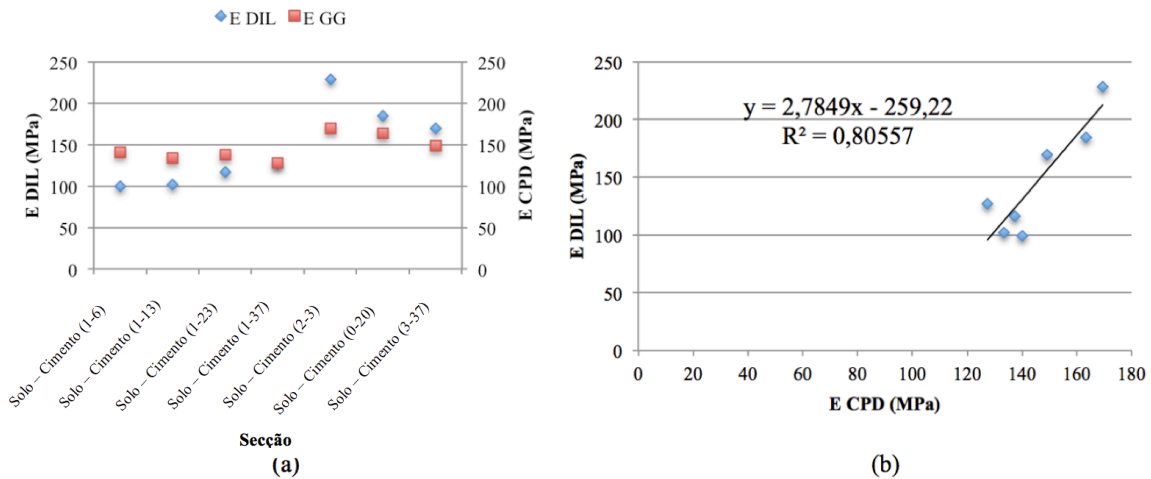 E DIL E GG
E DIL (MPa)
250
200
150
100
50
0
250
200
150
100
50
0
E CPD (MPa)
Solo – Cimento (1-6)
Solo – Cimento (1-13)
Solo – Cimento (1-23)
Solo – Cimento (1-37)
Solo – Cimento (2-3)
Solo – Cimento (0-20)
Solo – Cimento (3-37)
Secção
(a)
E DIL (MPa)
250
200
150
100
50
0
y = 2,7849x - 259,22
R² = 0,80557
0 20 40 60 80 100 120 140 160 180
E CPD (MPa)
(b)